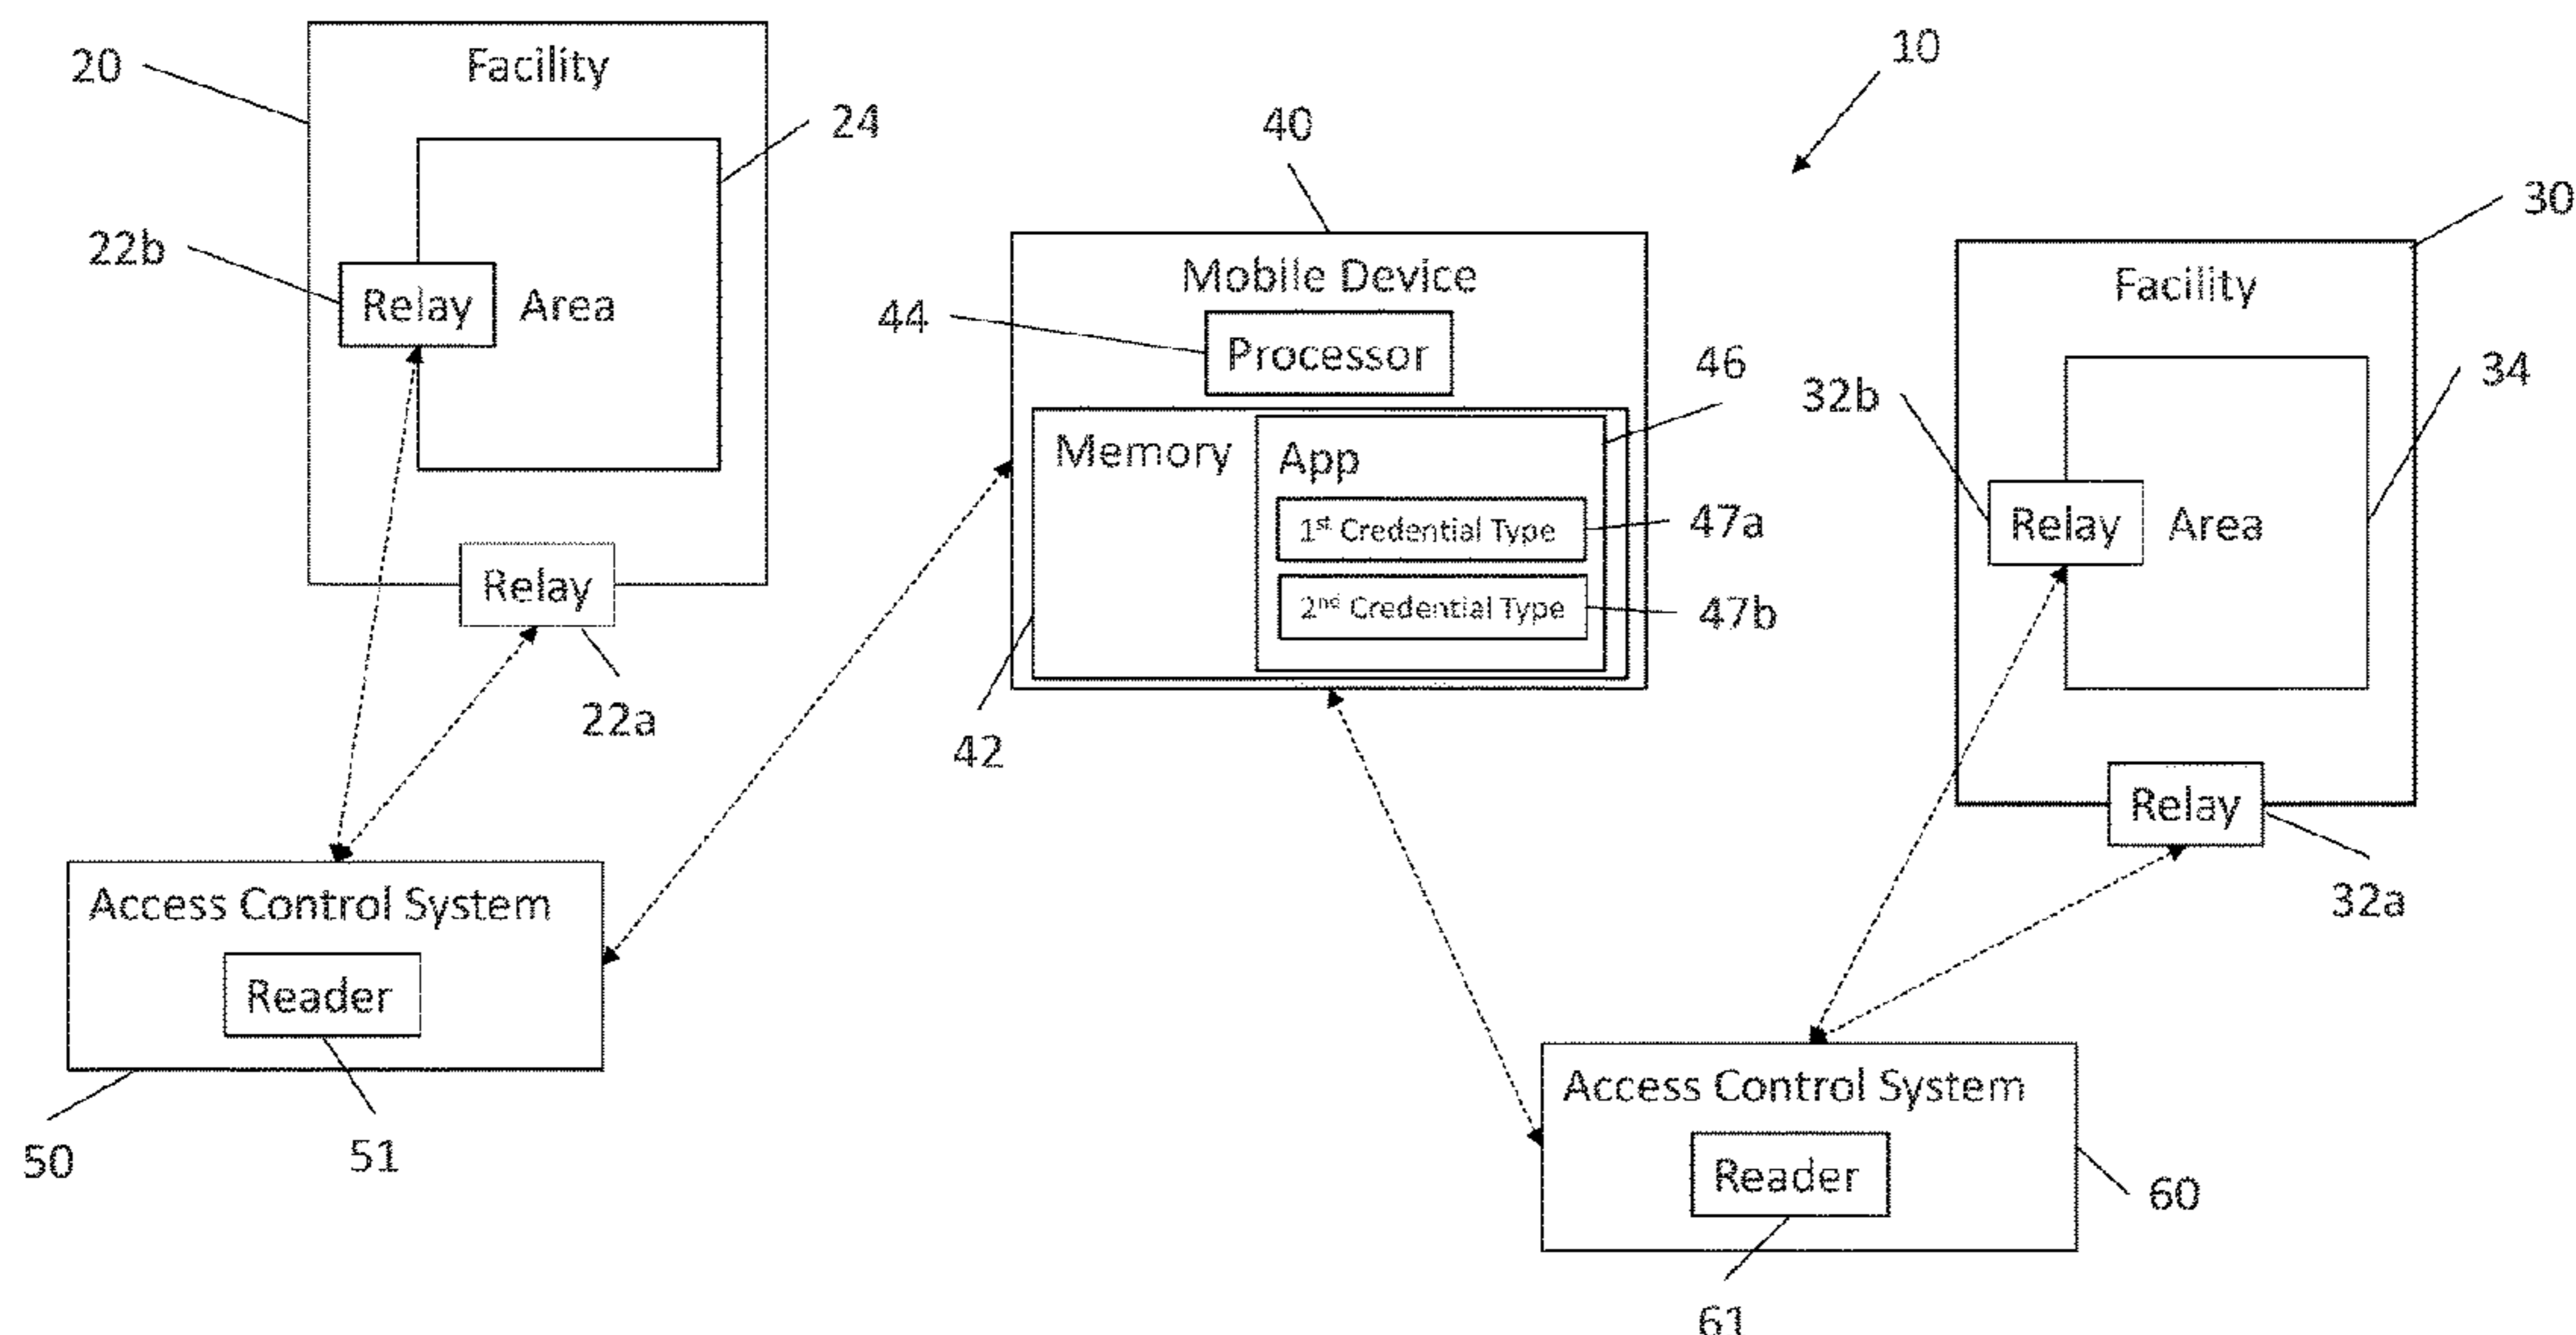 10
20
Facility
24
22b
Relay
Area
Relay
22a
40
Mobile Device
44
Processor
46
Memory
App
1st Credential Type
47a
2nd Credential Type
47b
42
30
Facility
32b
34
Relay
Area
Relay
32a
Access Control System
Reader
50
51
Access Control System
Reader
60
61